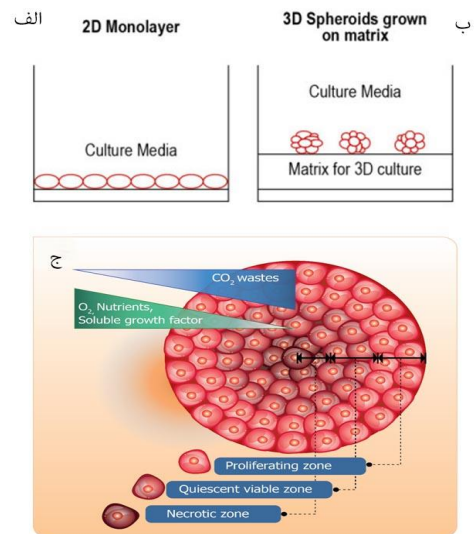 الف
2D Monolayer
Culture Media
ب
3D Spheroids grown
on matrix
Culture Media
Matrix for 3D culture
ج
CO2 wastes
O2, Nutrients,
Soluble growth factor
Proliferating zone
Quiescent viable zone
Necrotic zone